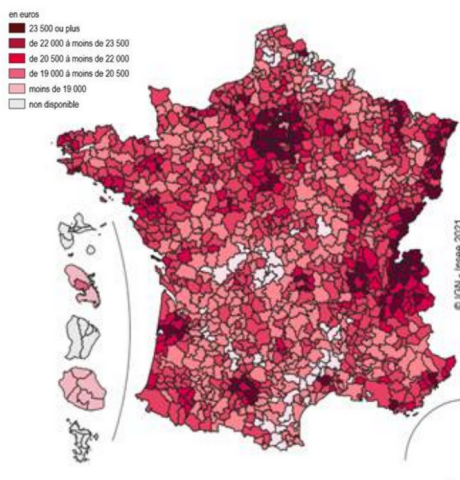 en euros
23 500 ou plus
de 22 000 à moins de 23 500
de 20 500 à moins de 22 000
de 19 000 à moins de 20 500
moins de 19 000
non disponible
© IGN - Insee 2021